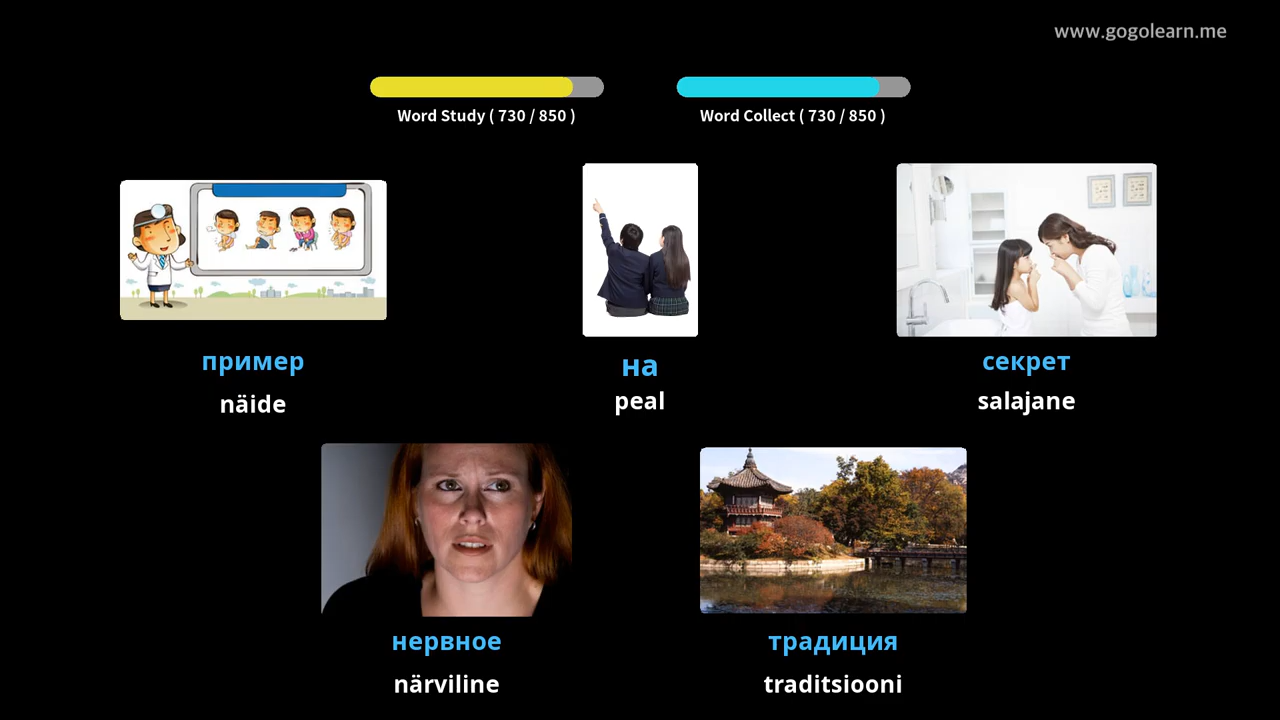 www.gogolearn.me
Word Study ( 730 / 850 )
Word Collect ( 730 / 850 )
пример
näide
на
peal
секрет
salajane
нервное
närviline
традиция
traditsiooni